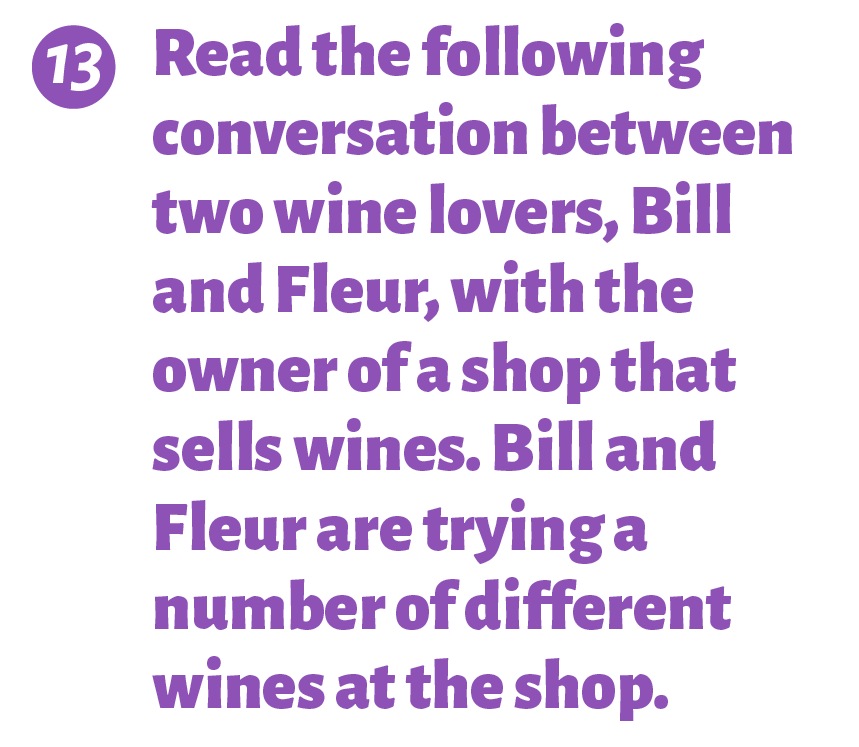 13 Read the following
conversation between
two wine lovers, Bill
and Fleur, with the
owner of a shop that
sells wines. Bill and
Fleur are trying a
number of different
wines at the shop.